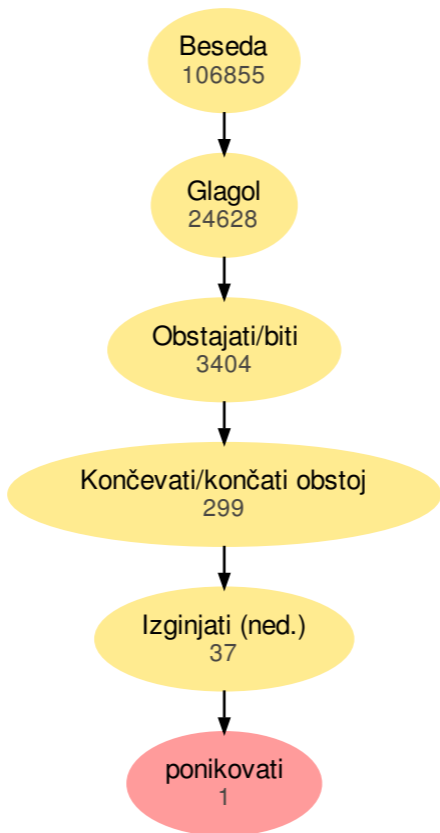 Beseda
106855
Glagol
24628
Obstajati/biti
3404
Končevati/končati obstoj
299
Izginjati (ned.)
37
ponikovati
1